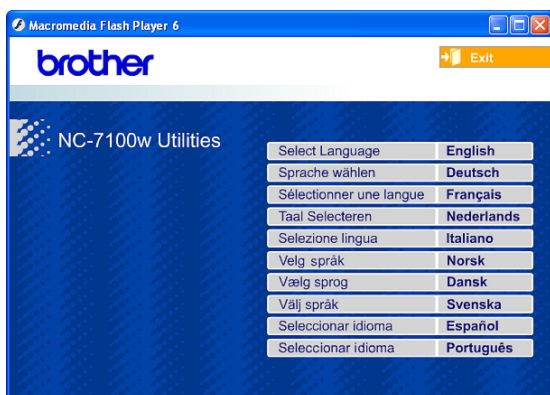 Macromedia Flash Player 6
brother
Exit
NC-7100w Utilities
Select Language English
Sprache wählen Deutsch
Sélectionner une langue Français
Taal Selecteren Nederlands
Selezione lingua Italiano
Velg språk Norsk
Vælg sprog Dansk
Välj språk Svenska
Seleccionar idioma Español
Seleccionar idioma Português